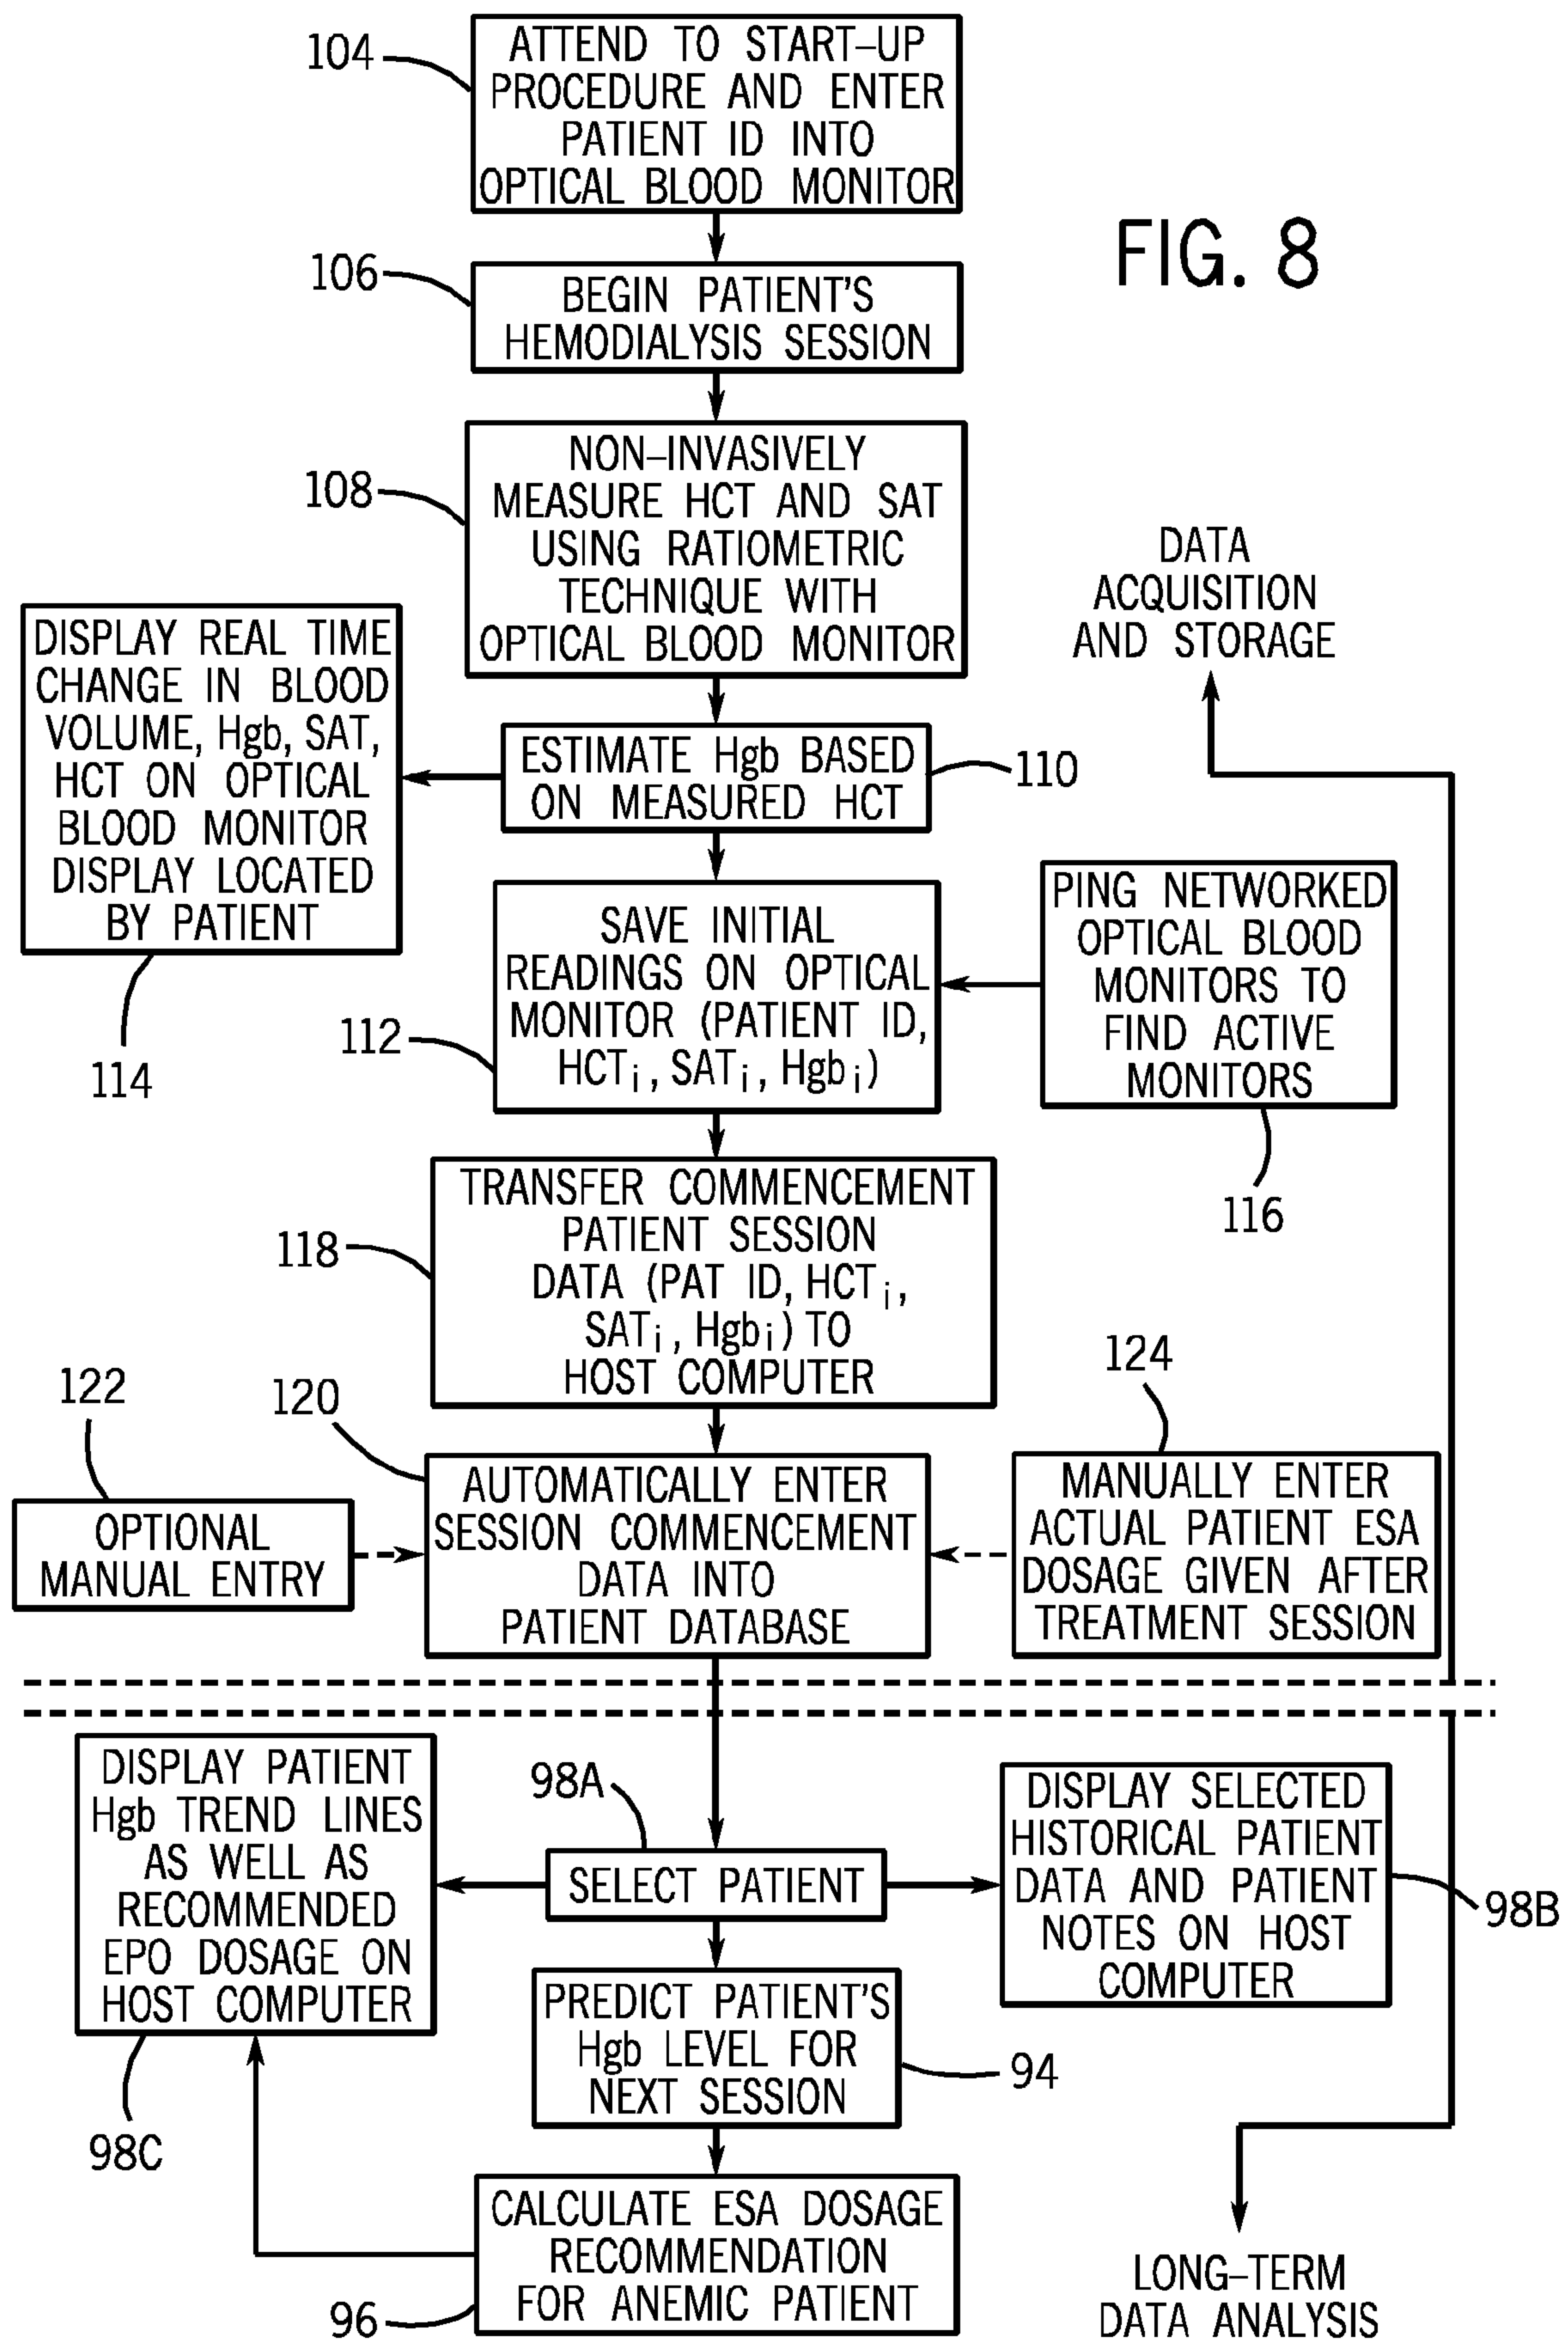 104
ATTEND TO START–UP
PROCEDURE AND ENTER
PATIENT ID INTO
OPTICAL BLOOD MONITOR
FIG. 8
106
BEGIN PATIENT'S
HEMODIALYSIS SESSION
108
NON–INVASIVELY
MEASURE HCT AND SAT
USING RATIOMETRIC
TECHNIQUE WITH
OPTICAL BLOOD MONITOR
DATA
ACQUISITION
AND STORAGE
DISPLAY REAL TIME
CHANGE IN BLOOD
VOLUME, Hgb, SAT,
HCT ON OPTICAL
BLOOD MONITOR
DISPLAY LOCATED
BY PATIENT
114
ESTIMATE Hgb BASED
ON MEASURED HCT
110
SAVE INITIAL
READINGS ON OPTICAL
MONITOR (PATIENT ID,
HCTi, SATi, Hgbi)
112
PING NETWORKED
OPTICAL BLOOD
MONITORS TO
FIND ACTIVE
MONITORS
116
118
TRANSFER COMMENCEMENT
PATIENT SESSION
DATA (PAT ID, HCTi,
SATi, Hgbi) TO
HOST COMPUTER
122
OPTIONAL
MANUAL ENTRY
120
AUTOMATICALLY ENTER
SESSION COMMENCEMENT
DATA INTO
PATIENT DATABASE
124
MANUALLY ENTER
ACTUAL PATIENT ESA
DOSAGE GIVEN AFTER
TREATMENT SESSION
DISPLAY PATIENT
Hgb TREND LINES
AS WELL AS
RECOMMENDED
EPO DOSAGE ON
HOST COMPUTER
98C
98A
SELECT PATIENT
DISPLAY SELECTED
HISTORICAL PATIENT
DATA AND PATIENT
NOTES ON HOST
COMPUTER
98B
PREDICT PATIENT'S
Hgb LEVEL FOR
NEXT SESSION
94
CALCULATE ESA DOSAGE
RECOMMENDATION
FOR ANEMIC PATIENT
96
LONG–TERM
DATA ANALYSIS